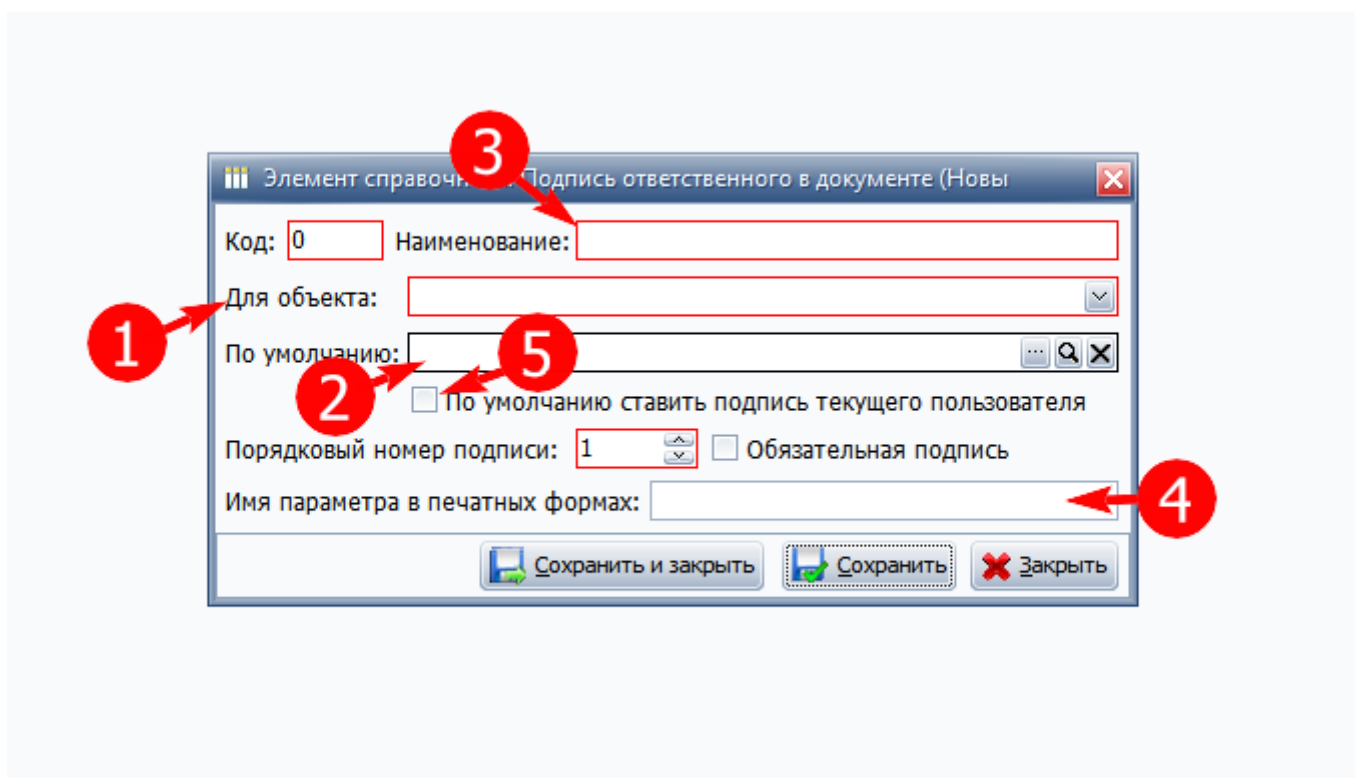 3
Элемент справочн Подпись ответственного в документе (Новы
Код: 0 Наименование:
1 Для объекта:
По умолчанию: 5
2 По умолчанию ставить подпись текущего пользователя
Порядковый номер подписи: 1 Обязательная подпись
Имя параметра в печатных формах: 4
Сохранить и закрыть Сохранить Закрыть